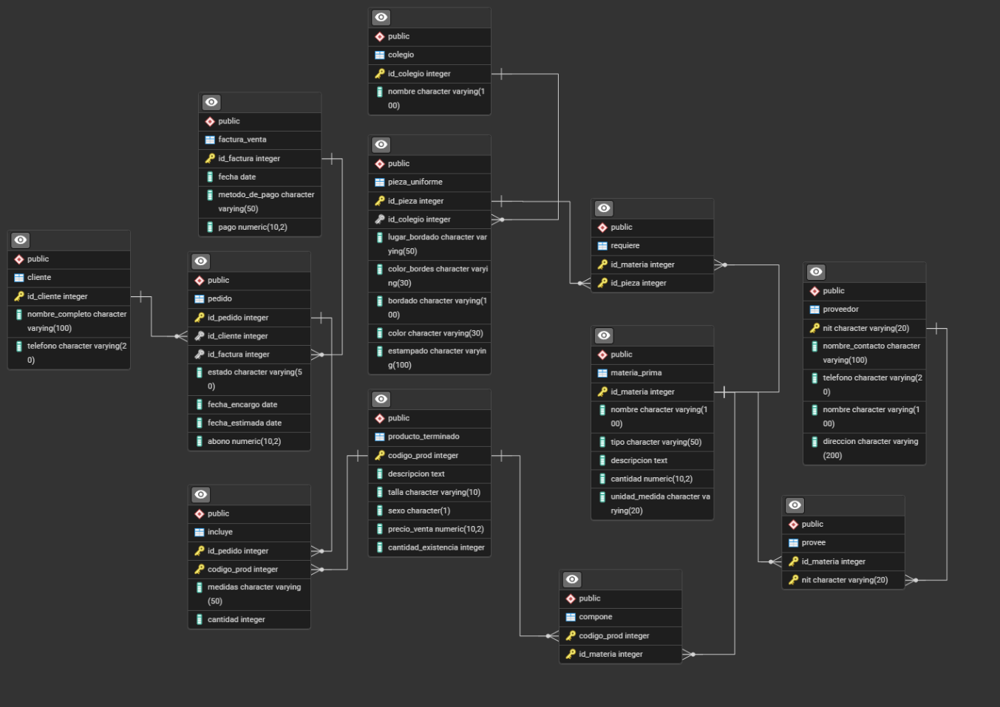 public
colegio
id_colegio integer
nombre character varying(1
00)
public
factura_venta
id_factura integer
fecha date
metodo_de_pago character
varying(50)
pago numeric(10,2)
public
pieza_uniforme
id_pieza integer
id_colegio integer
lugar_bordado character var
ying(50)
color_bordes character varyi
ng(30)
bordado character varying(1
00)
color character varying(30)
estampado character varyin
g(100)
public
requiere
id_materia integer
id_pieza integer
public
cliente
id_cliente integer
nombre_completo character
varying(100)
telefono character varying(2
0)
public
pedido
id_pedido integer
id_cliente integer
id_factura integer
estado character varying(5
0)
fecha_encargo date
fecha_estimada date
abono numeric(10,2)
public
proveedor
nit character varying(20)
nombre_contacto character
varying(100)
telefono character varying(2
0)
nombre character varying(1
00)
direccion character varying
(200)
public
materia_prima
id_materia integer
nombre character varying(1
00)
tipo character varying(50)
descripcion text
cantidad numeric(10,2)
unidad_medida character va
rying(20)
public
producto_terminado
codigo_prod integer
descripcion text
talla character varying(10)
sexo character(1)
precio_venta numeric(10,2)
cantidad_existencia integer
public
incluye
id_pedido integer
codigo_prod integer
medidas character varying
(50)
cantidad integer
public
provee
id_materia integer
nit character varying(20)
public
compone
codigo_prod integer
id_materia integer